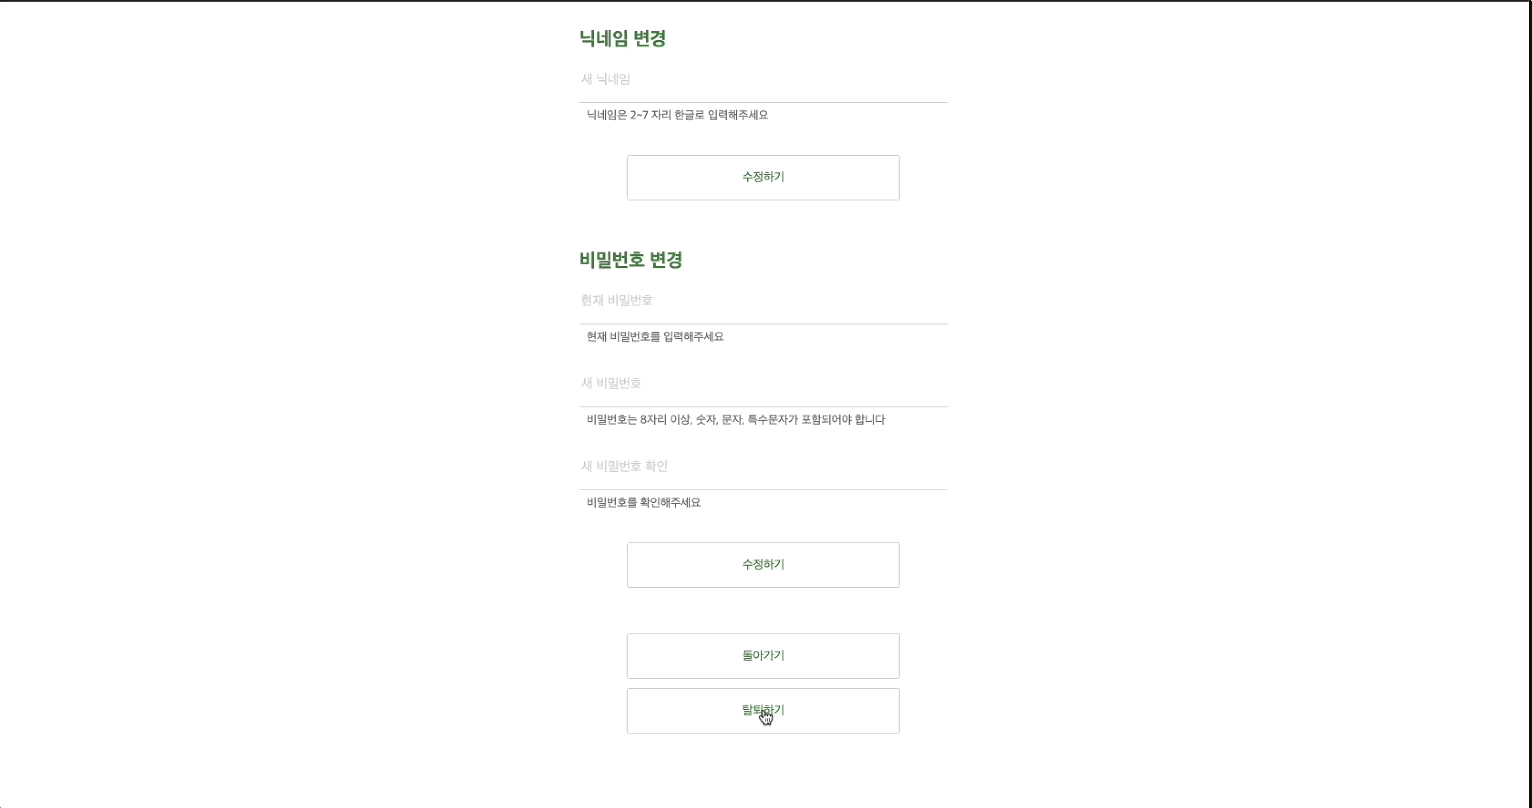 닉네임 변경
새 닉네임
닉네임은 2~7 자리 한글로 입력해주세요
수정하기
비밀번호 변경
현재 비밀번호
현재 비밀번호를 입력해주세요
새 비밀번호
비밀번호는 8자리 이상, 숫자, 문자, 특수문자가 포함되어야 합니다
새 비밀번호 확인
비밀번호를 확인해주세요
수정하기
돌아가기
탈퇴하기